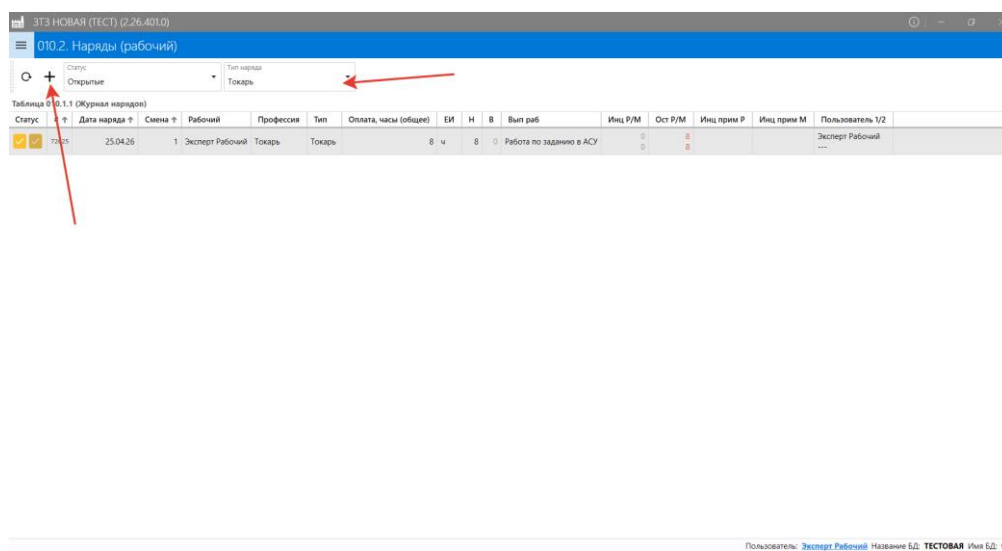 ЗТЗ НОВАЯ (ТЕСТ) (2.26.401.0)
010.2. Наряды (рабочий)
Статус Тип наряда
Открытые Токарь
Таблица 010.1.1 (Журнал нарядов)
Статус # Дата наряда Смена Рабочий Профессия Тип Оплата, часы (общее) ЕИ Н В Вып раб Инц Р/М Ост Р/М Инц прим Р Инц прим М Пользователь 1/2
25.04.26 1 Эксперт Рабочий Токарь Токарь 8 ч 8 0 Работа по заданию в АСУ 0 8 Эксперт Рабочий
0 8 ---
Пользователь: Эксперт Рабочий Название БД: ТЕСТОВАЯ Имя БД: